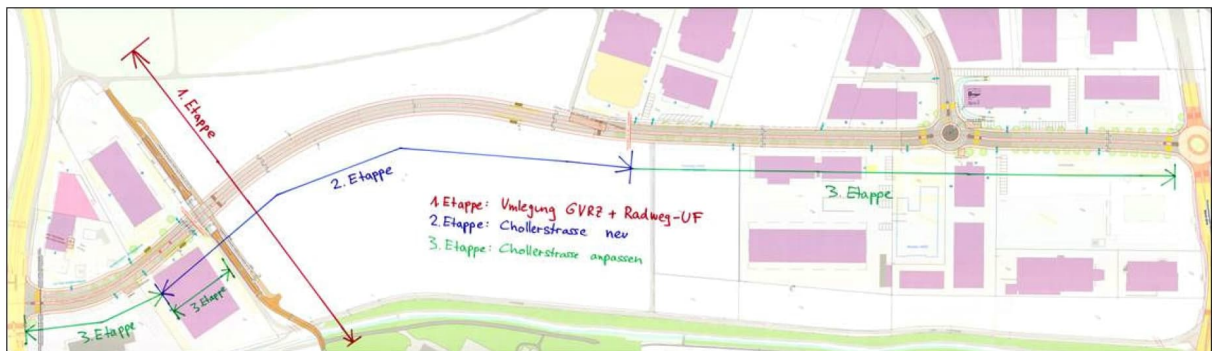 1. Etappe
2. Etappe
3. Etappe
1. Etappe: Umlegung GVRZ + Radweg-UF
2. Etappe: Chollerstrasse neu
3. Etappe: Chollerstrasse anpassen
3. Etappe
3. Etappe